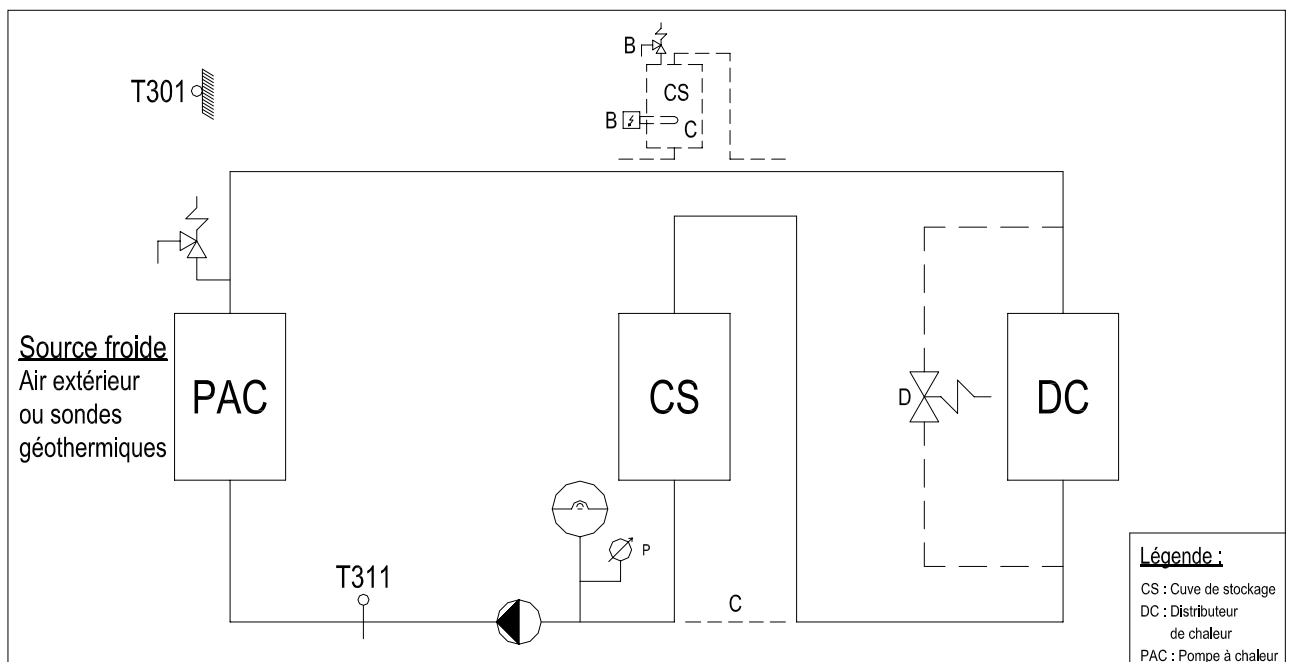 B
T301
CS
B
C
Source froide
Air extérieur
ou sondes
géothermiques
PAC
CS
D
DC
P
T311
C
Légende :
CS : Cuve de stockage
DC : Distributeur
de chaleur
PAC : Pompe à chaleur